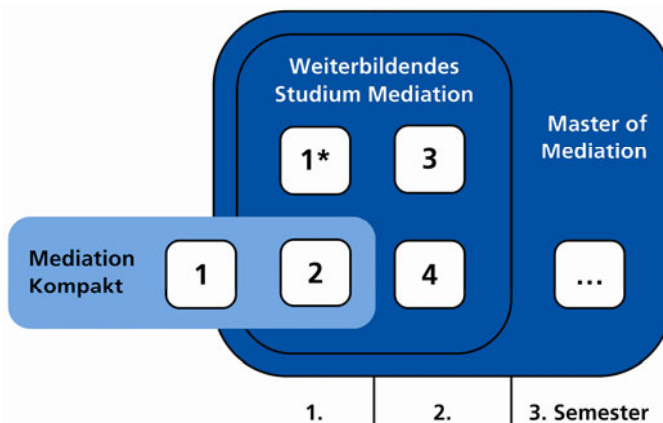 Weiterbildendes
Studium Mediation
Master of
Mediation
1* 3
Mediation
Kompakt
1 2 4 ...
1. 2. 3. Semester